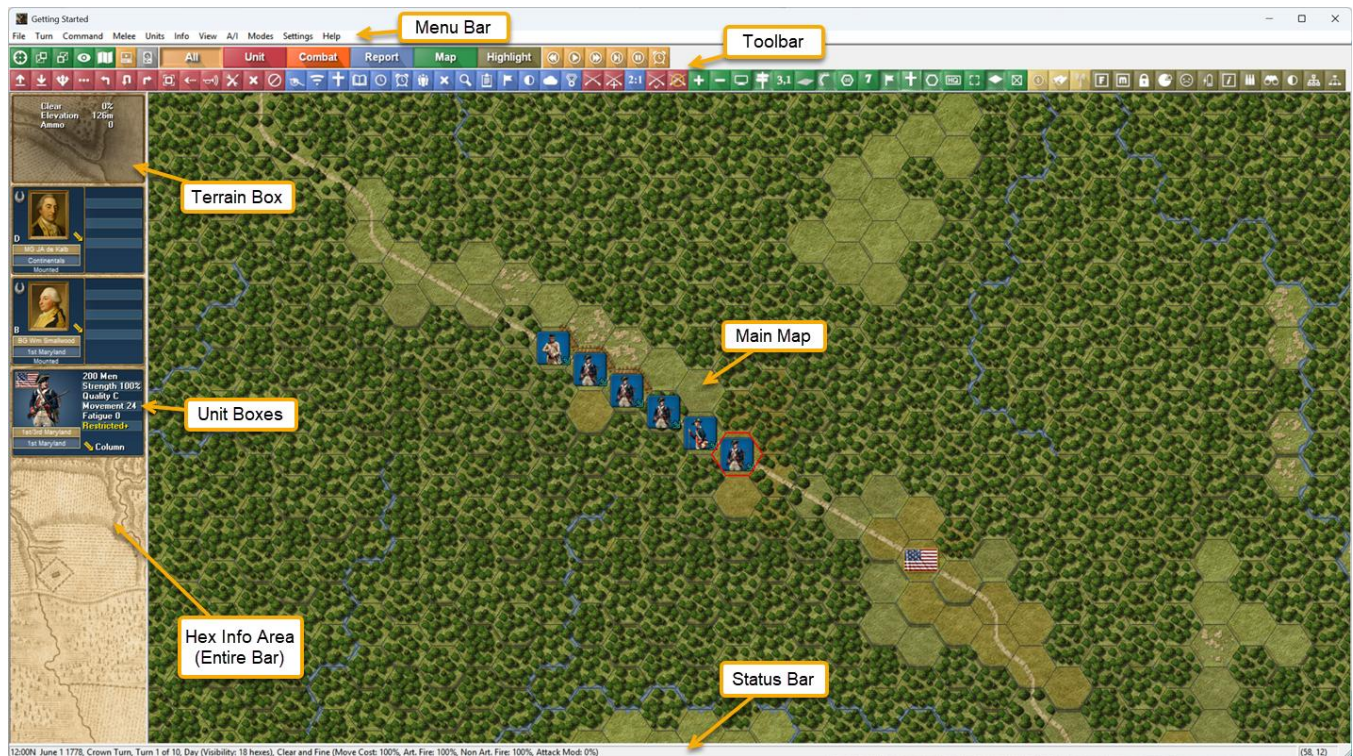 Getting Started
File Turn Command Melee Units Info View A/I Modes Settings Help
Menu Bar
Toolbar
All Unit Combat Report Map Highlight
2:1 3,1 7 HQ F m i
Clear 0%
Elevation 126m
Ammo 0
Terrain Box
D
MG JA de Kalb
Continentals
Mounted
B
BG Wm Smallwood
1st Maryland
Mounted
Main Map
200 Men
Strength 100%
Quality C
Movement 24
Fatigue 0
Restricted+
1st/3rd Maryland
1st Maryland
Column
Unit Boxes
Hex Info Area
(Entire Bar)
Status Bar
12:00N June 1 1778, Crown Turn, Turn 1 of 10, Day (Visibility: 18 hexes), Clear and Fine (Move Cost: 100%, Art. Fire: 100%, Non Art. Fire: 100%, Attack Mod: 0%)
(58, 12)